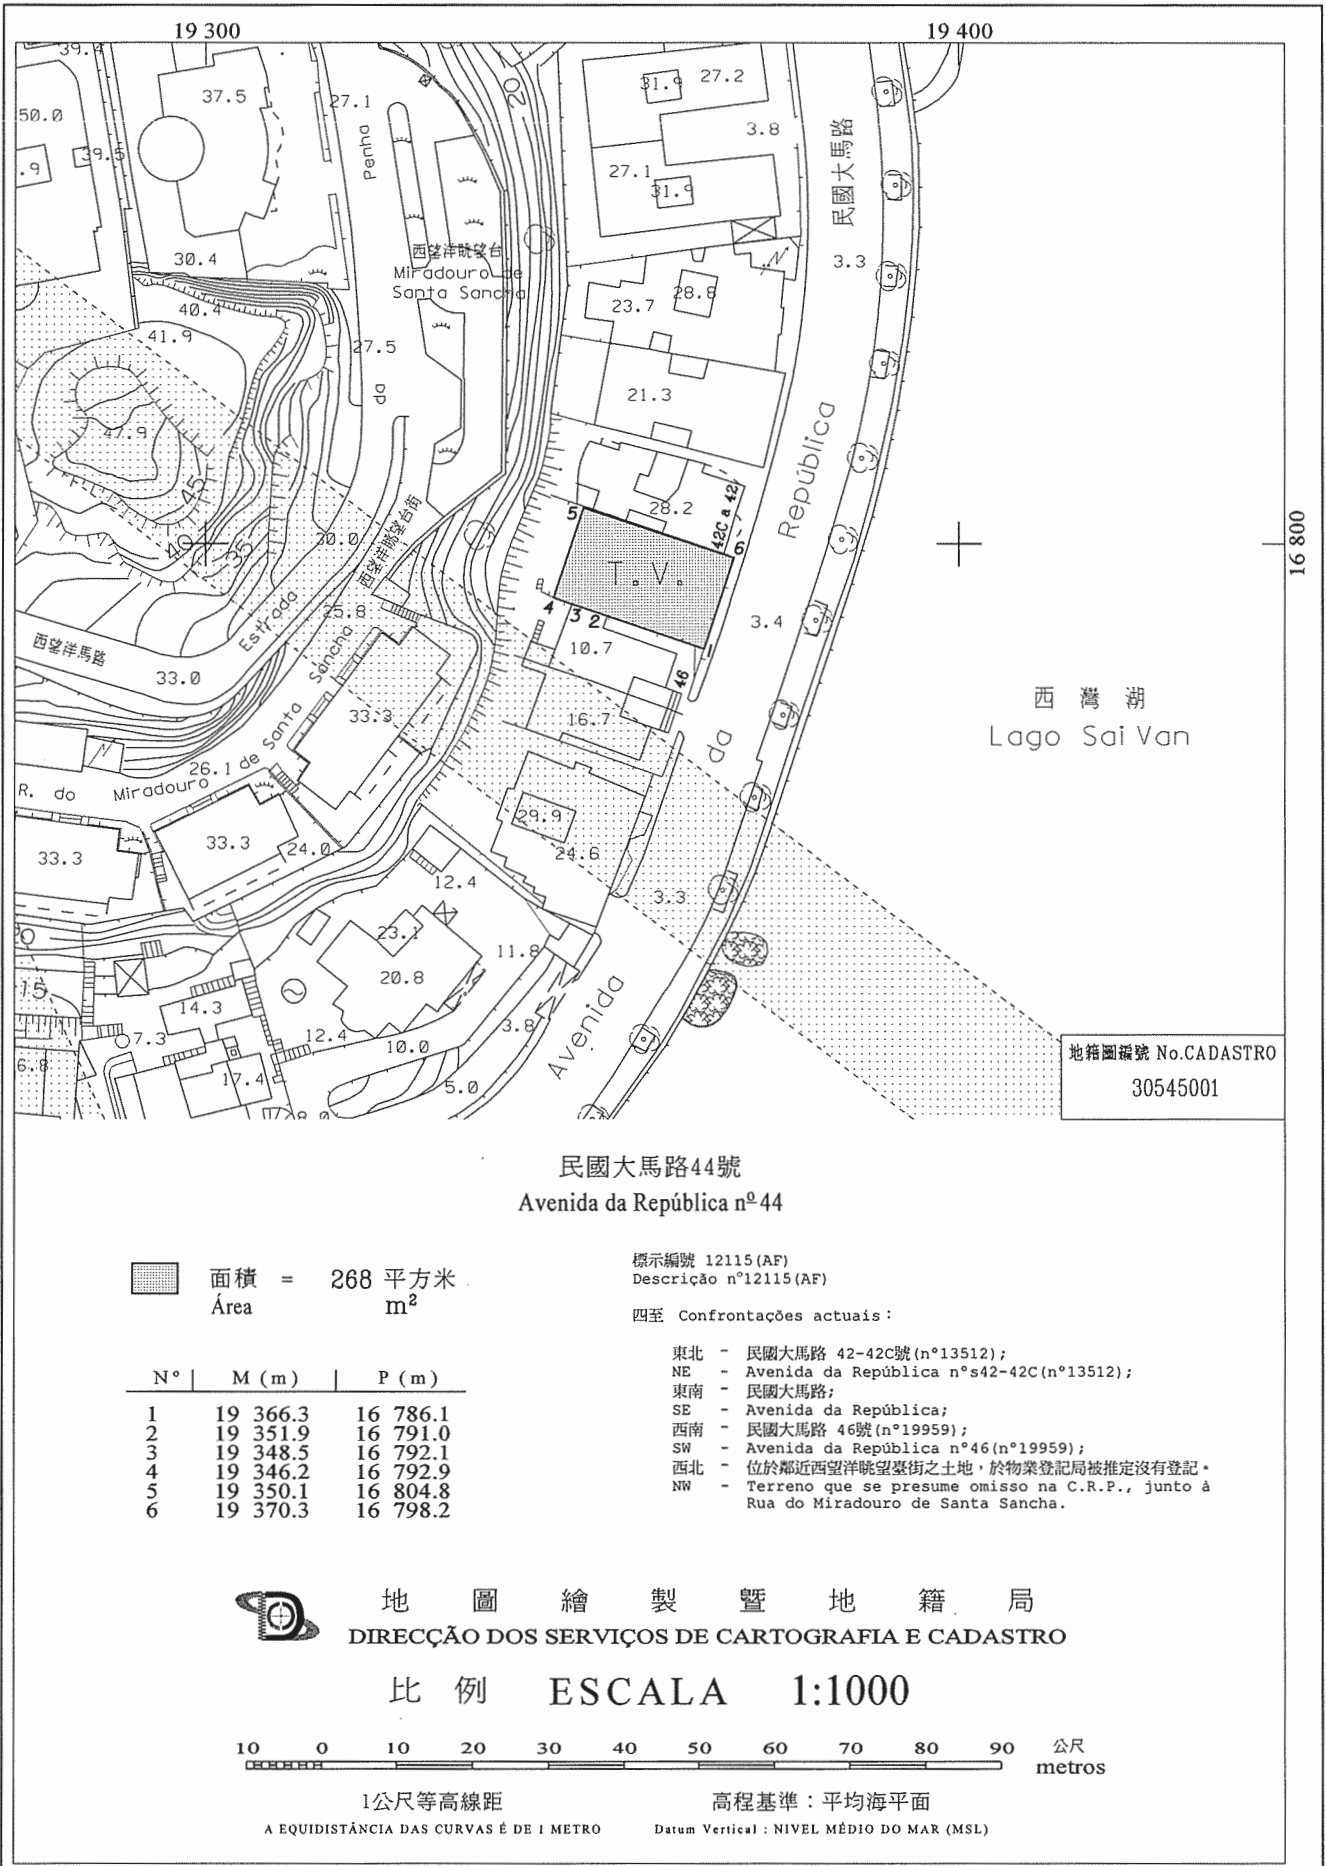 19 300
19 400
39.4
50.0
.9
39.5
37.5
27.1
Penha
20
31.9
27.2
3.8
27.1
31.9
民國大馬路
3.3
30.4
西望洋眺望台
Miradouro de
Santa Sancha
40.4
41.9
27.5
da
23.7
28.8
21.3
República
47.9
45
40
35
30.0
西望洋眺望台街
28.2
42C a 42
16 800
5
6
T.V.
4
3
2
1
3.4
25.8
Estrada
西望洋馬路
33.0
10.7
46
16.7
33.3
Sancha
Santa
de
26.1
Miradouro
R. do
da
西 灣 湖
Lago Sai Van
33.3
33.3
24.0
29.9
24.6
3.3
12.4
23.1
11.8
20.8
20
15
14.3
7.3
12.4
10.0
3.8
Avenida
6.8
17.4
5.0
8.0
地籍圖編號 No.CADASTRO
30545001
民國大馬路44號
Avenida da República nº 44
面積 = 268 平方米
Área m²
標示編號 12115(AF)
Descrição n°12115(AF)
四至 Confrontações actuais :
東北 - 民國大馬路 42-42C號(n°13512);
NE - Avenida da República n°s42-42C(n°13512);
東南 - 民國大馬路;
SE - Avenida da República;
西南 - 民國大馬路 46號(n°19959);
SW - Avenida da República n°46(n°19959);
西北 - 位於鄰近西望洋眺望臺街之土地，於物業登記局被推定沒有登記。
NW - Terreno que se presume omisso na C.R.P., junto à
Rua do Miradouro de Santa Sancha.
N° M (m) P (m)
1 19 366.3 16 786.1
2 19 351.9 16 791.0
3 19 348.5 16 792.1
4 19 346.2 16 792.9
5 19 350.1 16 804.8
6 19 370.3 16 798.2
地 圖 繪 製 暨 地 籍 局
DIRECÇÃO DOS SERVIÇOS DE CARTOGRAFIA E CADASTRO
比 例 ESCALA 1:1000
10 0 10 20 30 40 50 60 70 80 90 公尺
metros
1公尺等高線距 高程基準：平均海平面
A EQUIDISTÂNCIA DAS CURVAS É DE 1 METRO Datum Vertical : NIVEL MÉDIO DO MAR (MSL)